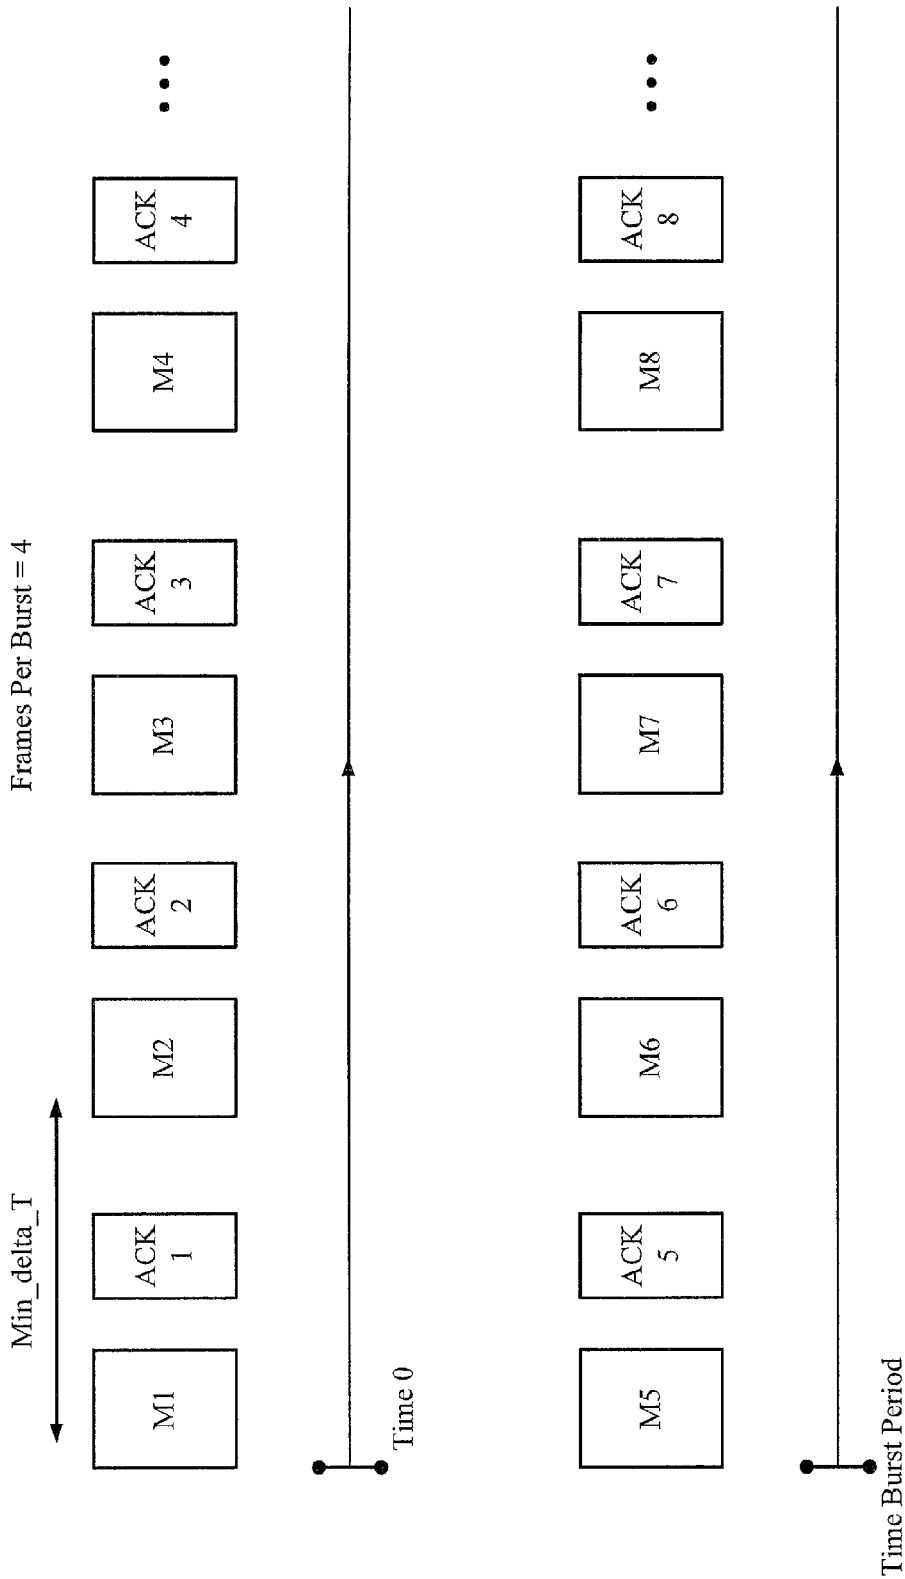 Frames Per Burst = 4
Min_delta_T
M1
ACK
1
M2
ACK
2
M3
ACK
3
M4
ACK
4
Time 0
M5
ACK
5
M6
ACK
6
M7
ACK
7
M8
ACK
8
Time Burst Period